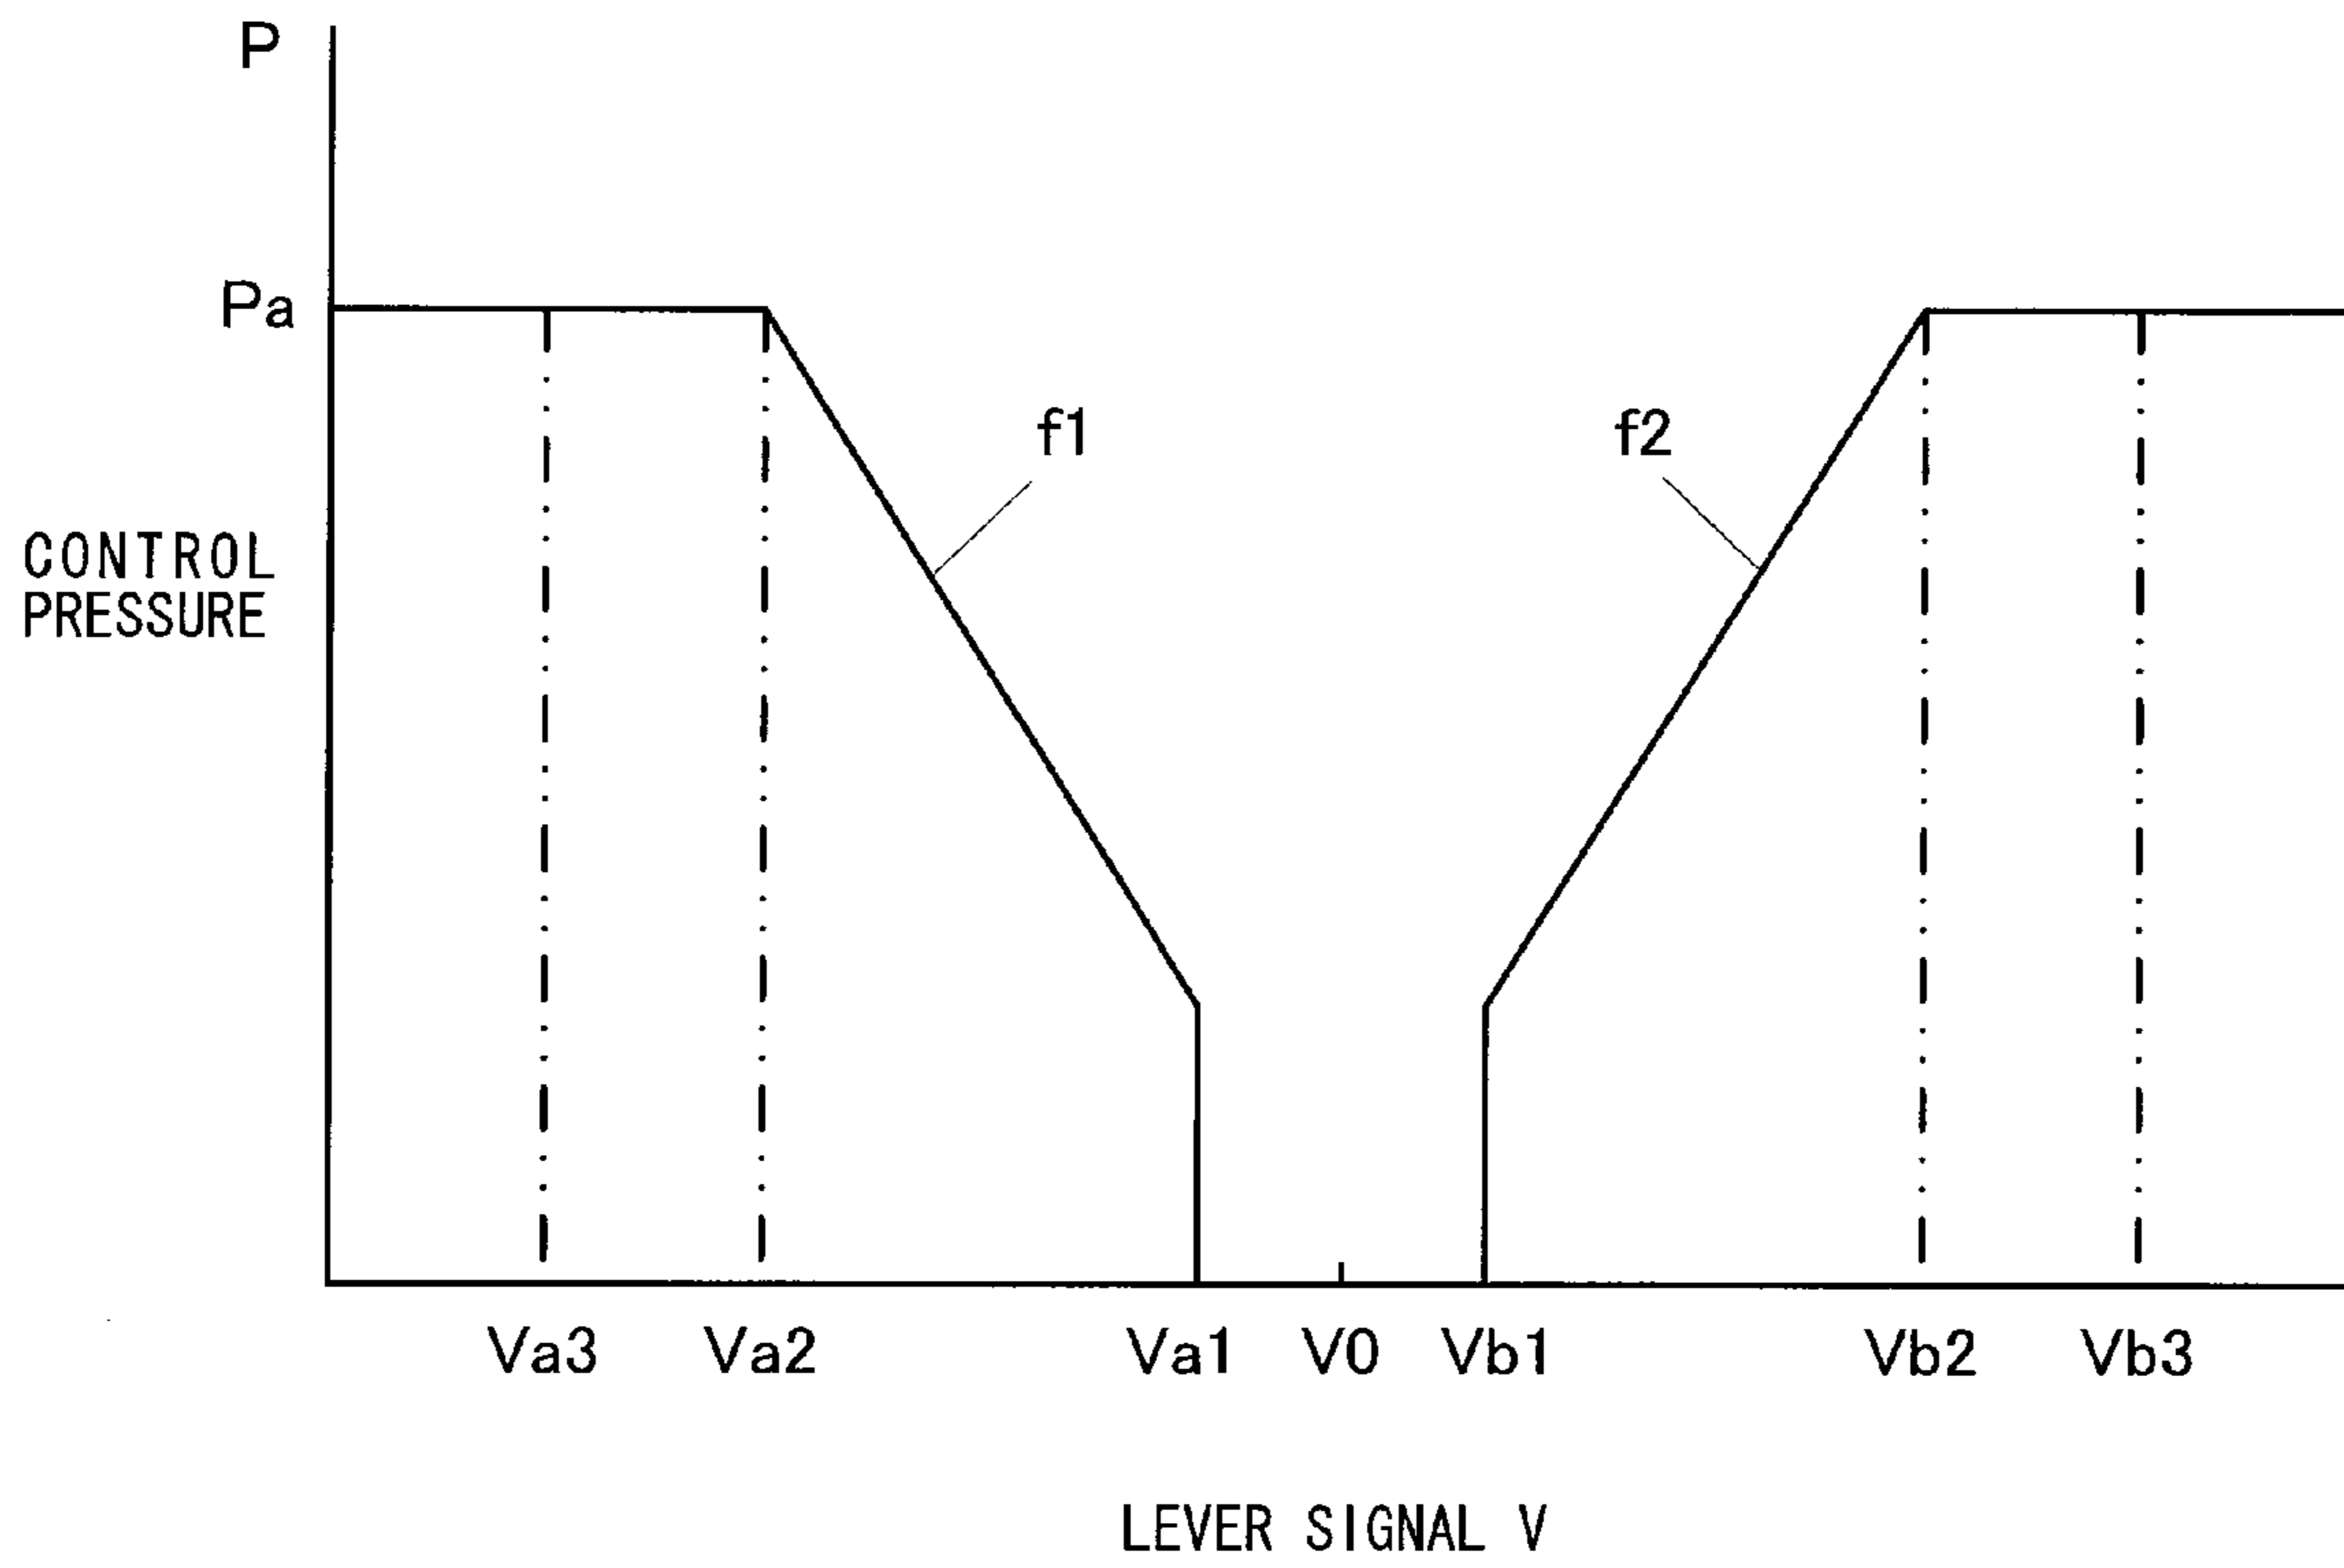 P
Pa
f1
f2
CONTROL
PRESSURE
Va3 Va2 Va1 V0 Vb1 Vb2 Vb3
LEVER SIGNAL V